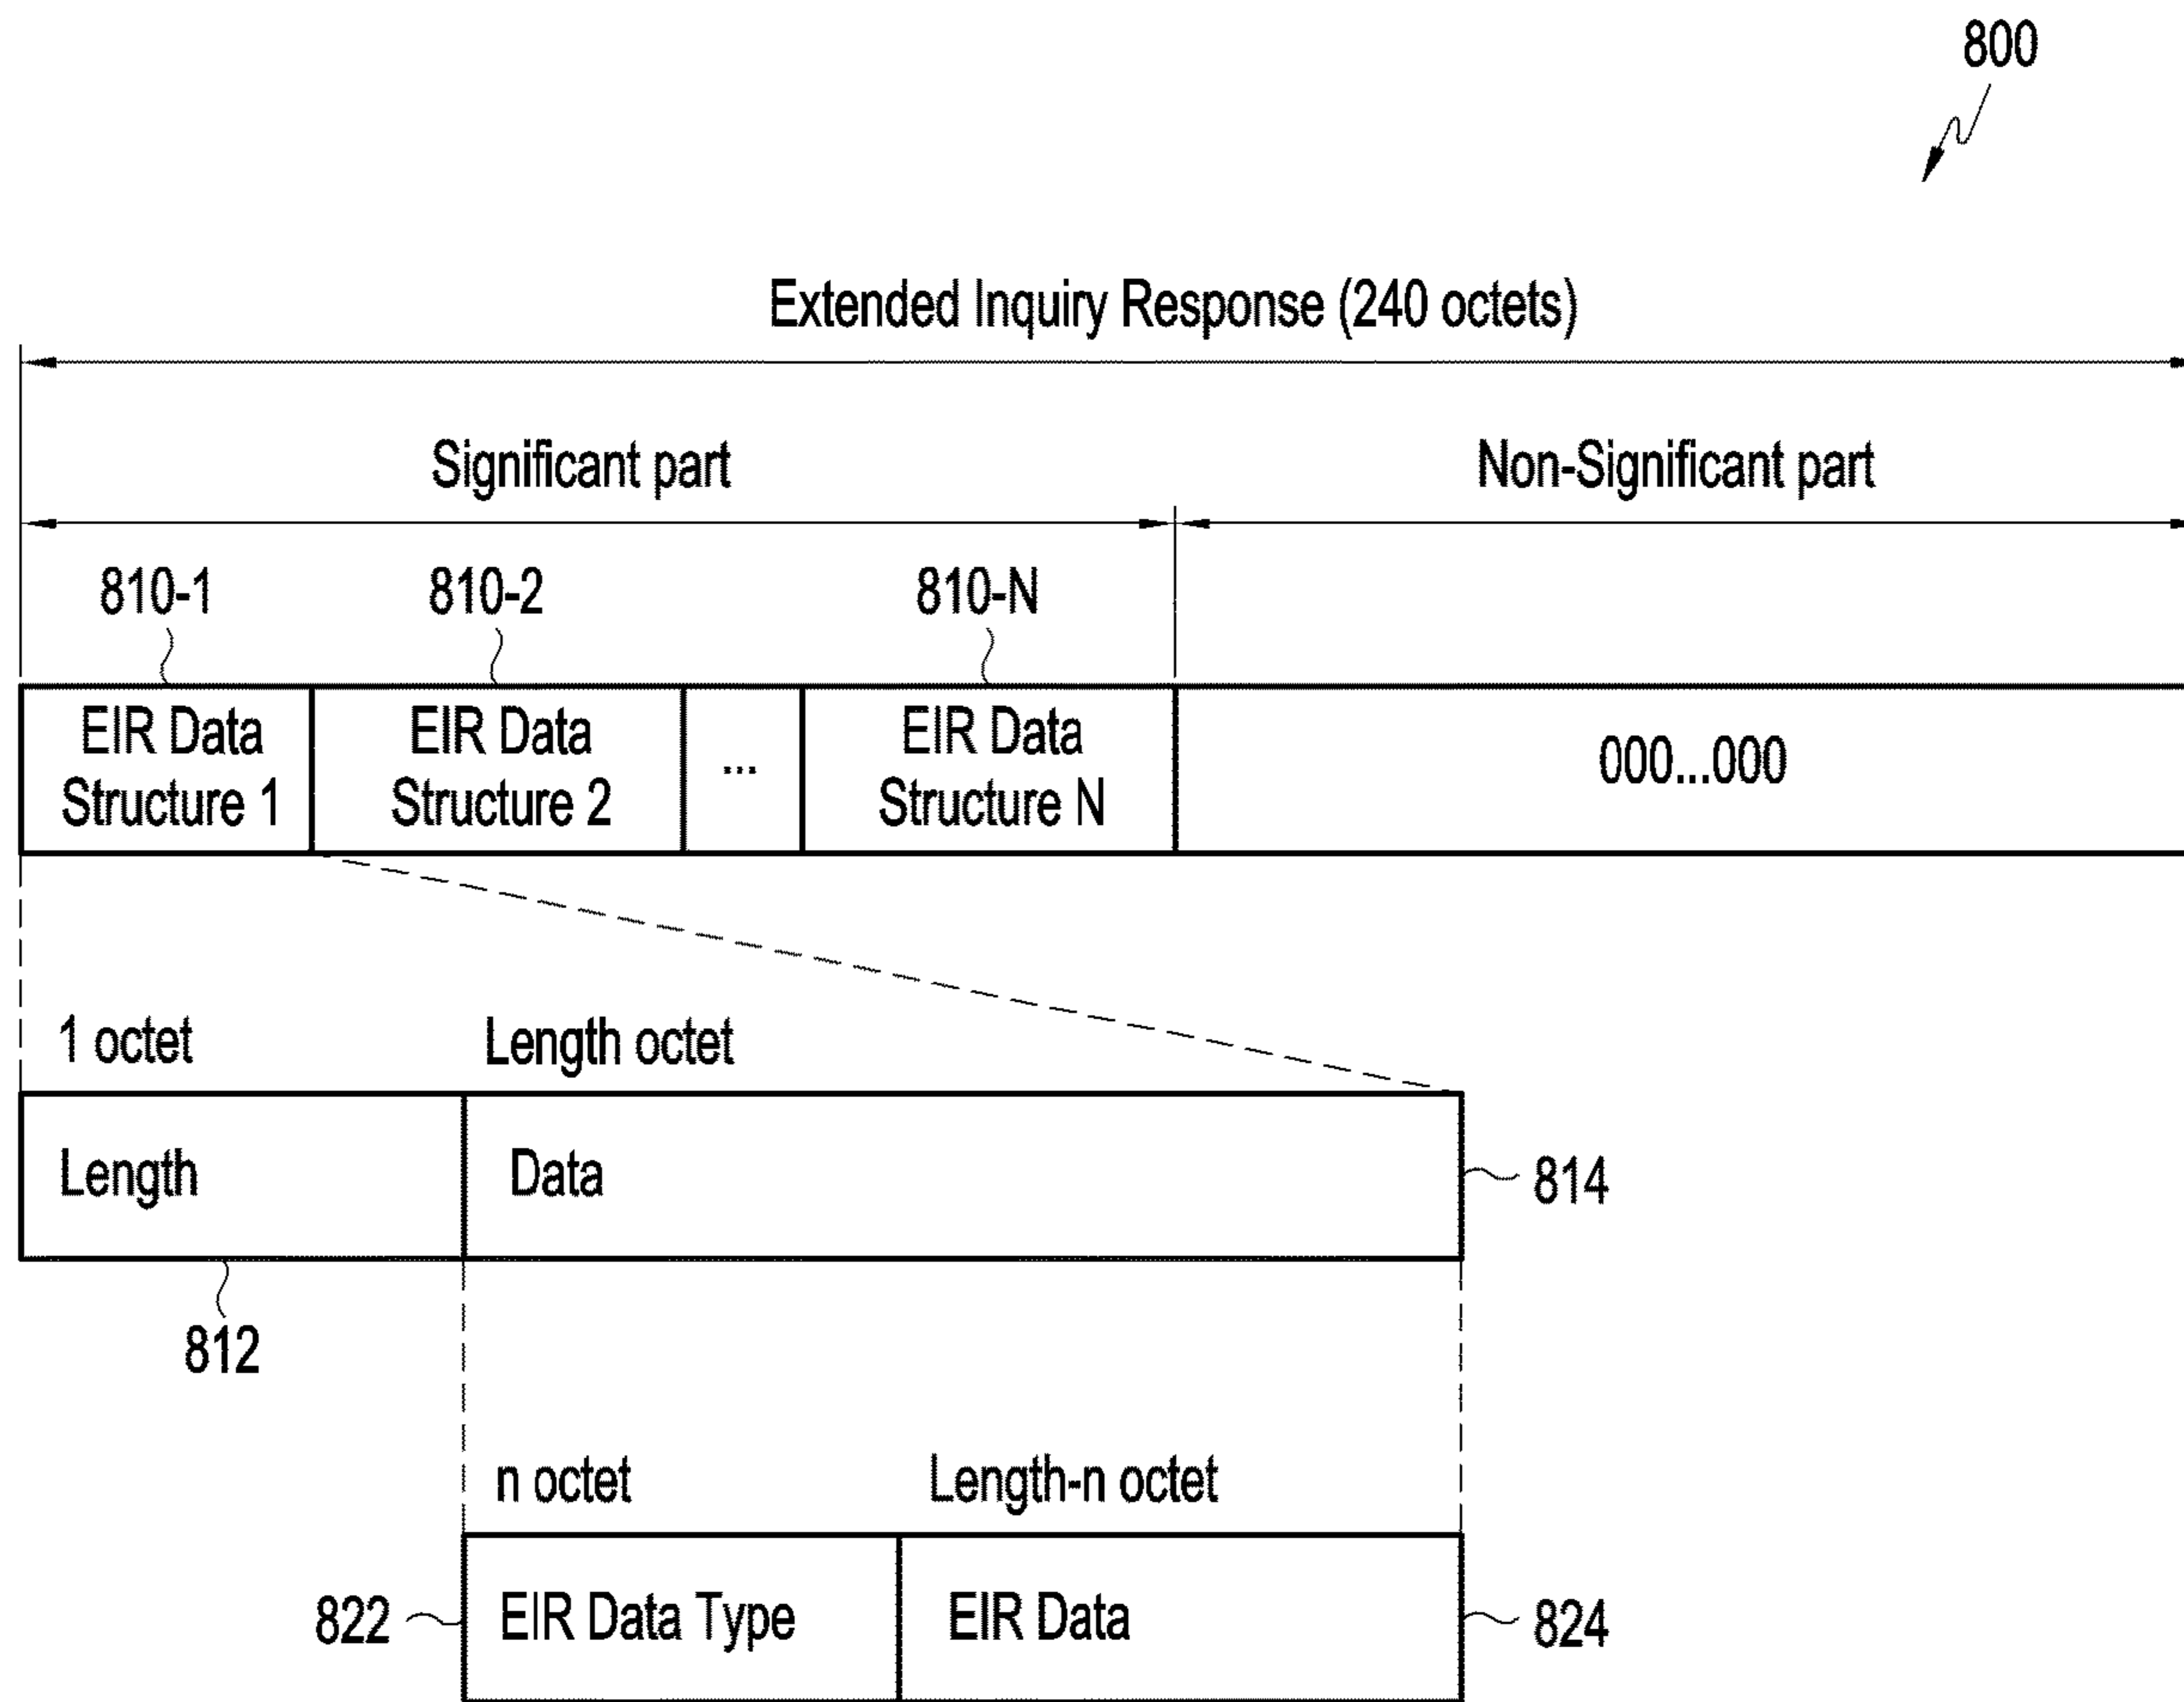 800
Extended Inquiry Response (240 octets)
Significant part
Non-Significant part
810-1
810-2
810-N
EIR Data
Structure 1
EIR Data
Structure 2
...
EIR Data
Structure N
000...000
1 octet
Length octet
Length
Data
814
812
n octet
Length-n octet
822
EIR Data Type
EIR Data
824